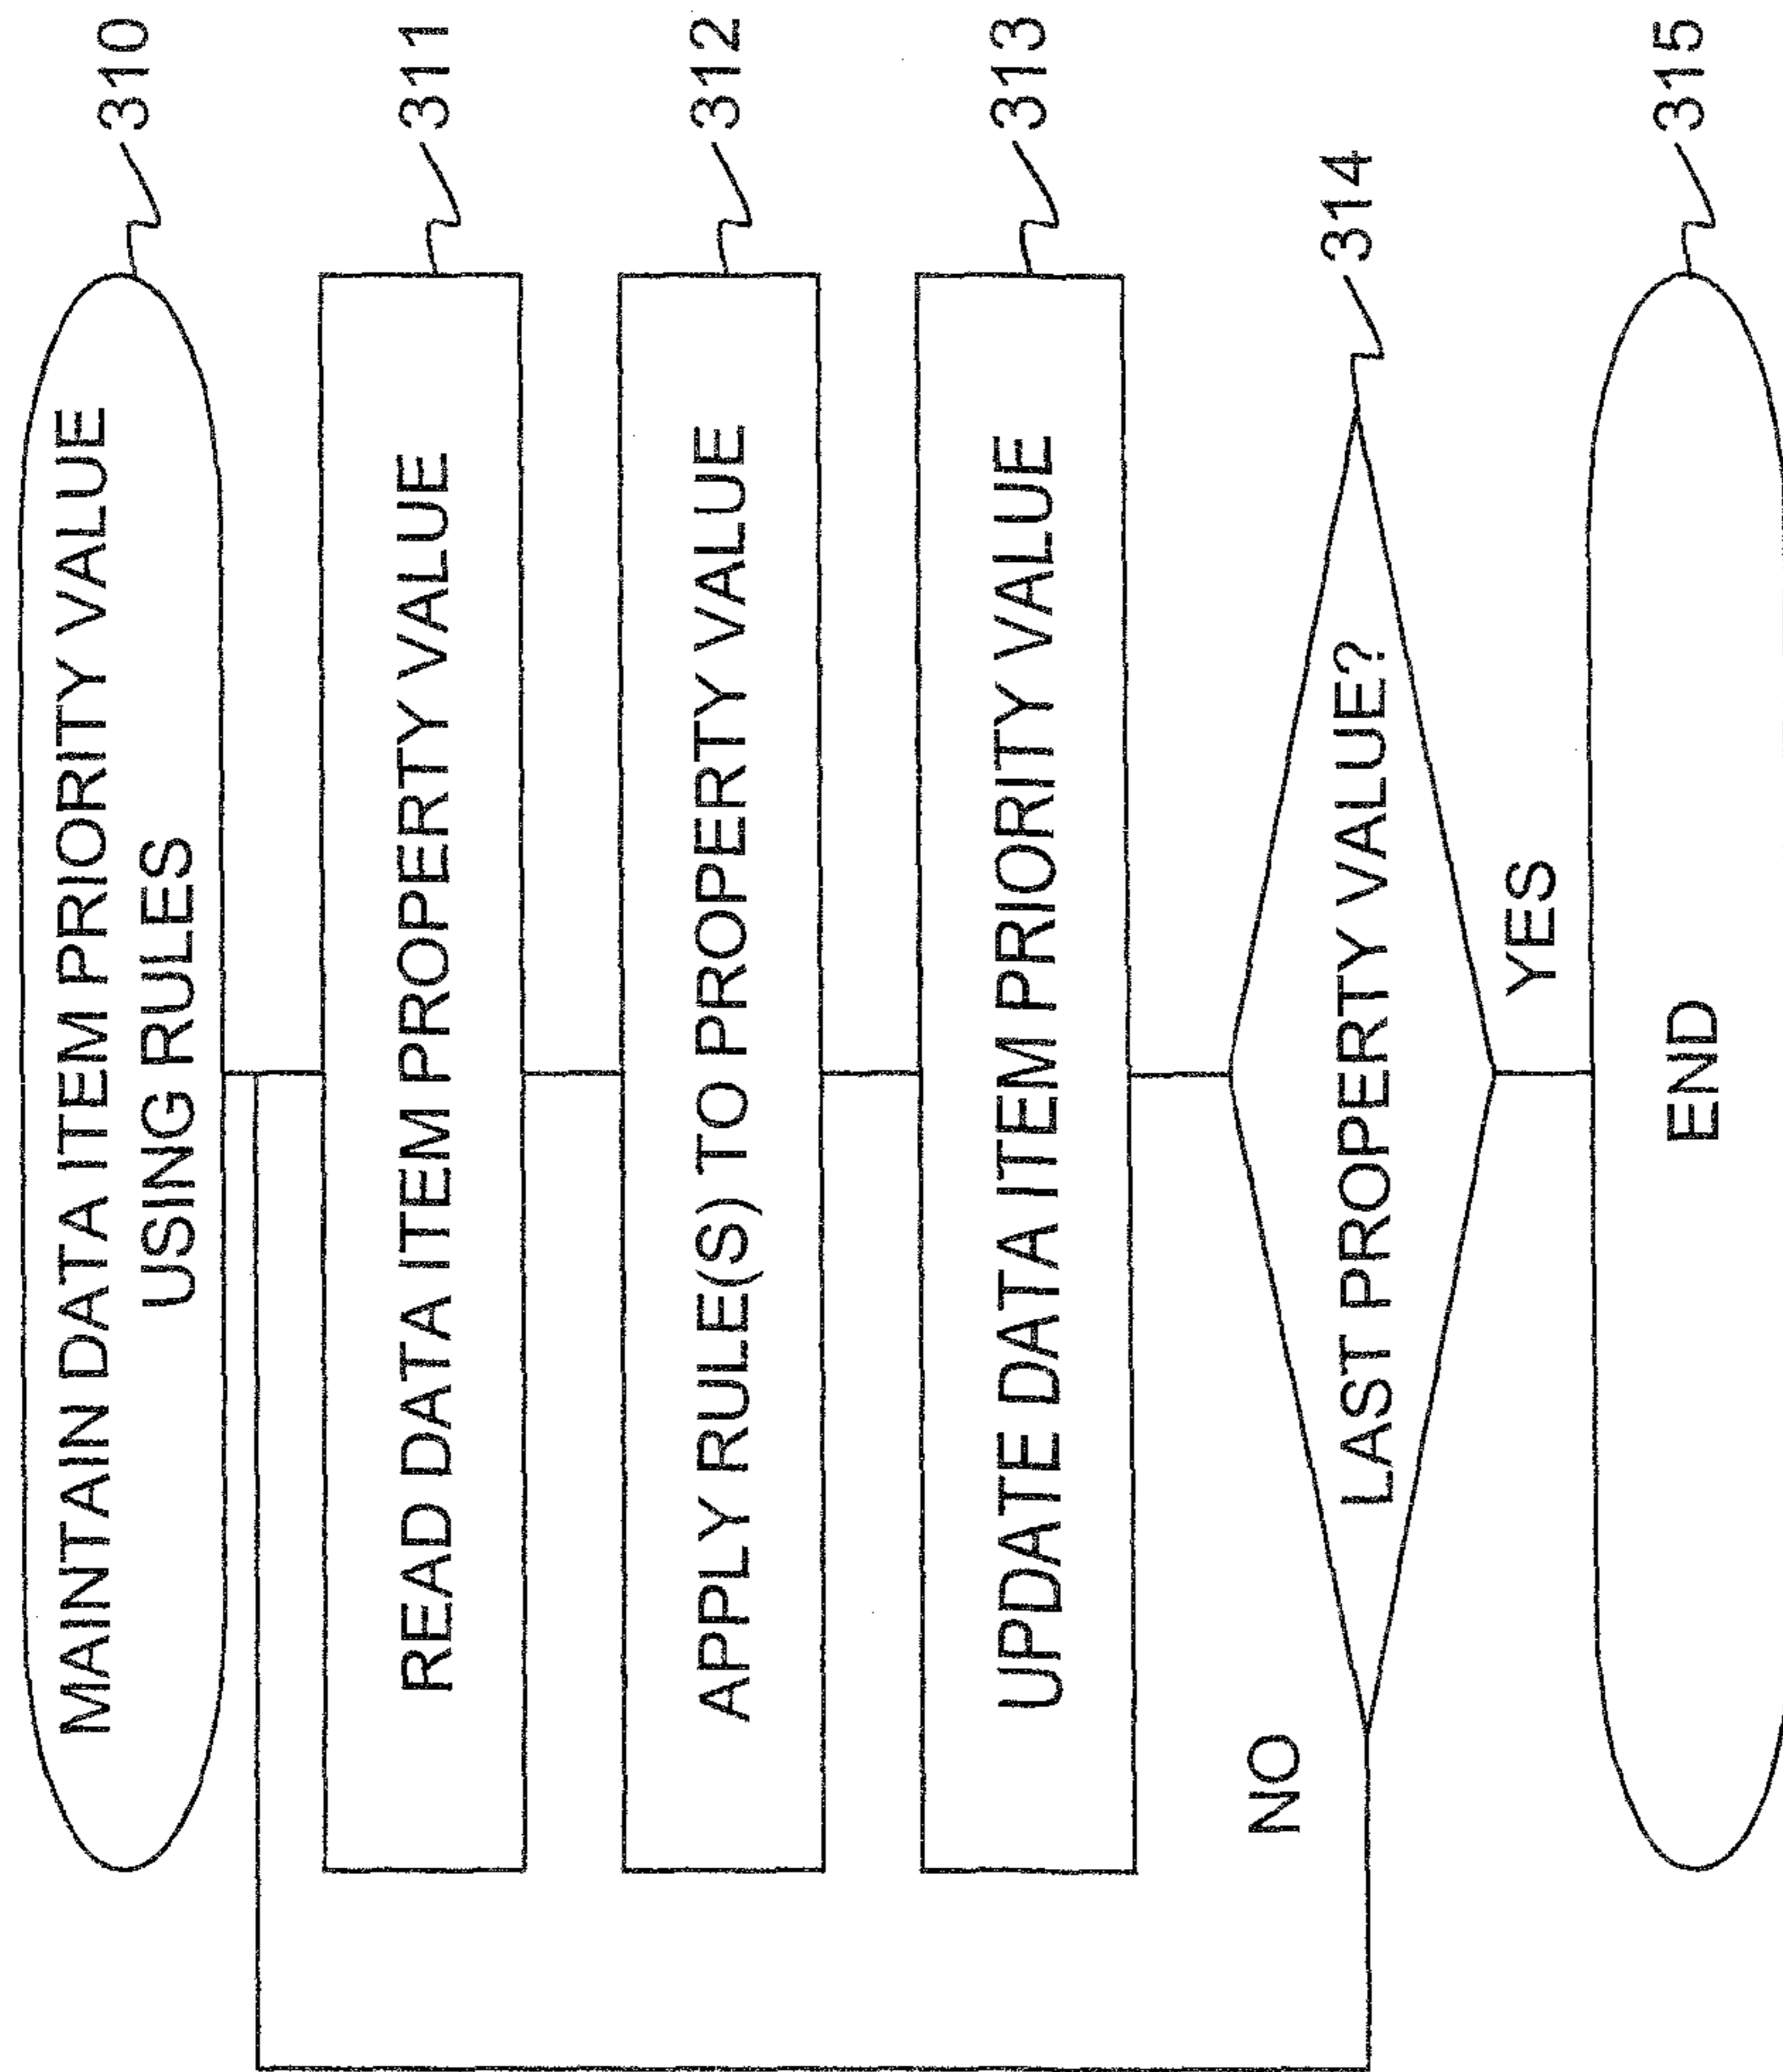 MAINTAIN DATA ITEM PRIORITY VALUE
USING RULES
310
READ DATA ITEM PROPERTY VALUE
311
APPLY RULE(S) TO PROPERTY VALUE
312
UPDATE DATA ITEM PRIORITY VALUE
313
LAST PROPERTY VALUE?
314
NO
YES
END
315